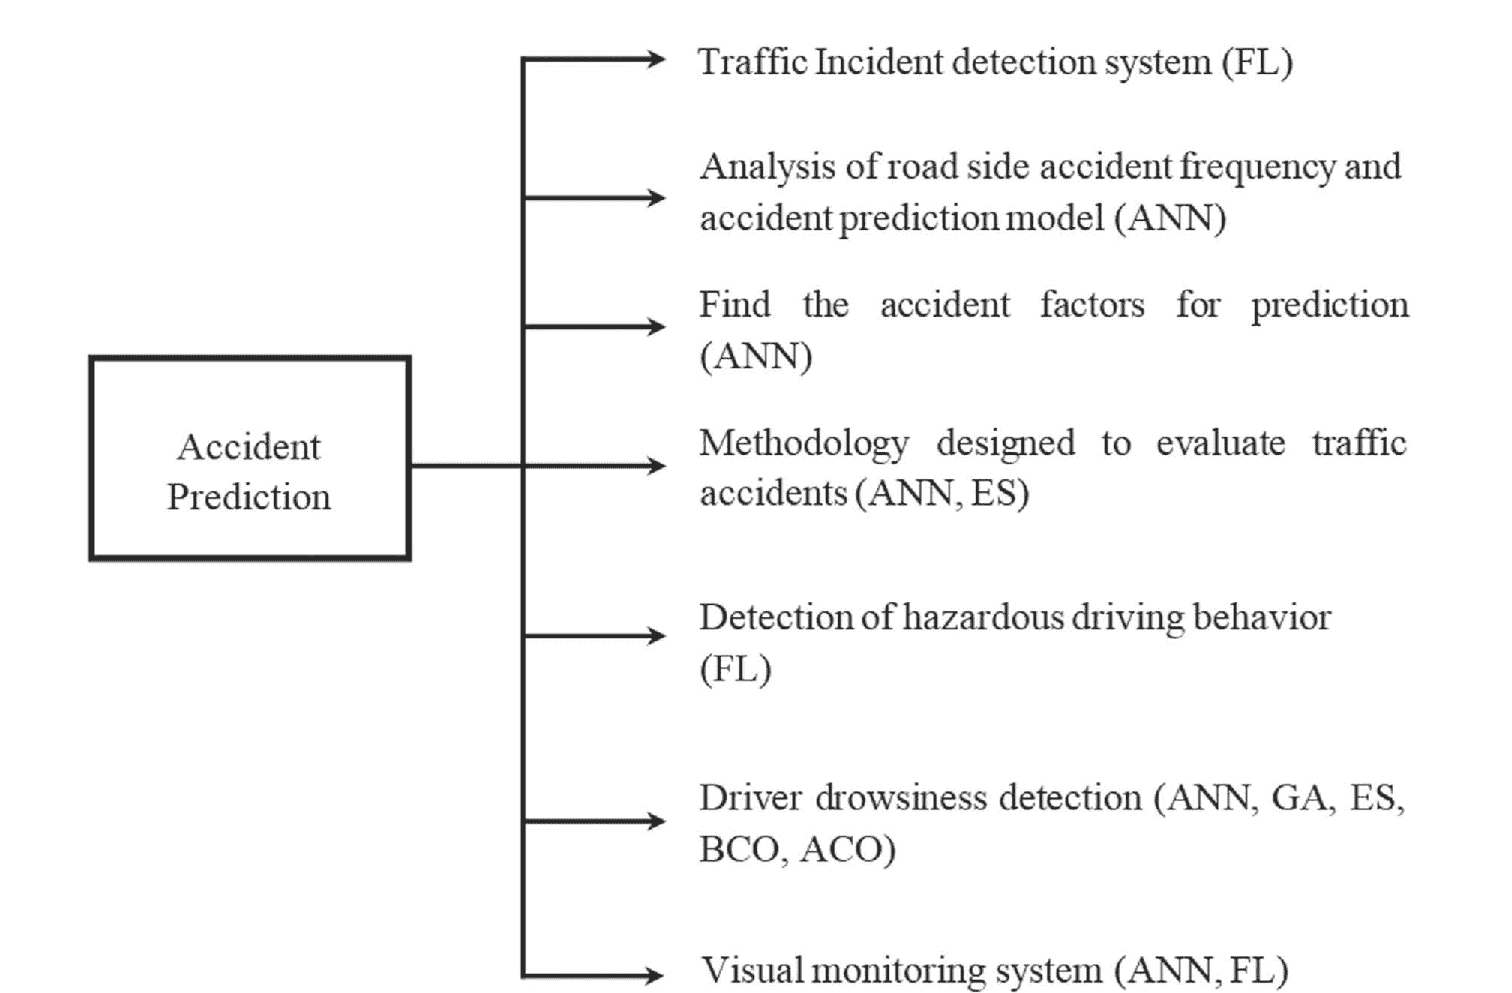 Traffic Incident detection system (FL)
Analysis of road side accident frequency and
accident prediction model (ANN)
Find the accident factors for prediction
(ANN)
Accident
Prediction
Methodology designed to evaluate traffic
accidents (ANN, ES)
Detection of hazardous driving behavior
(FL)
Driver drowsiness detection (ANN, GA, ES,
BCO, ACO)
Visual monitoring system (ANN, FL)